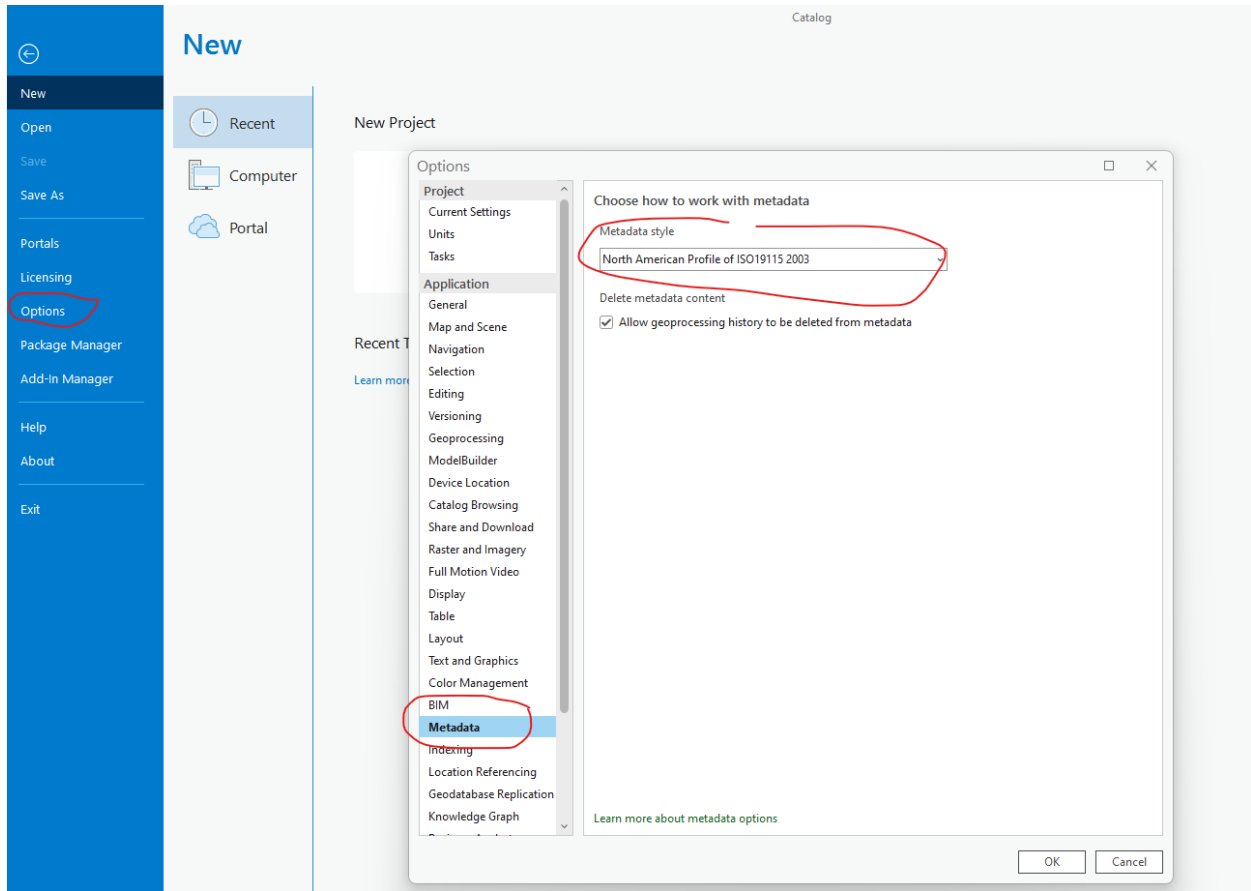 Catalog
New
New
Open
Save
Save As
Portals
Licensing
Options
Package Manager
Add-In Manager
Help
About
Exit
Recent
Computer
Portal
New Project
Recent T
Learn more
Options
Project
Current Settings
Units
Tasks
Application
General
Map and Scene
Navigation
Selection
Editing
Versioning
Geoprocessing
ModelBuilder
Device Location
Catalog Browsing
Share and Download
Raster and Imagery
Full Motion Video
Display
Table
Layout
Text and Graphics
Color Management
BIM
Metadata
Indexing
Location Referencing
Geodatabase Replication
Knowledge Graph
Choose how to work with metadata
Metadata style
North American Profile of ISO19115 2003
Delete metadata content
Allow geoprocessing history to be deleted from metadata
Learn more about metadata options
OK
Cancel